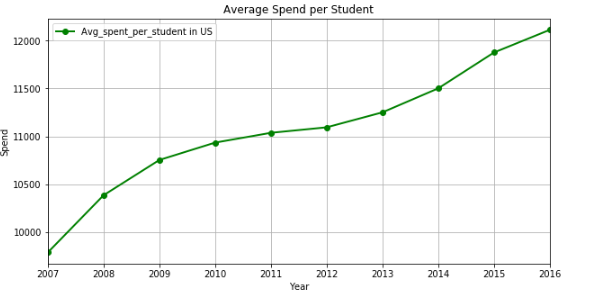 Average Spend per Student
Avg_spent_per_student in US
12000
11500
11000
10500
10000
Spend
2007 2008 2009 2010 2011 2012 2013 2014 2015 2016
Year